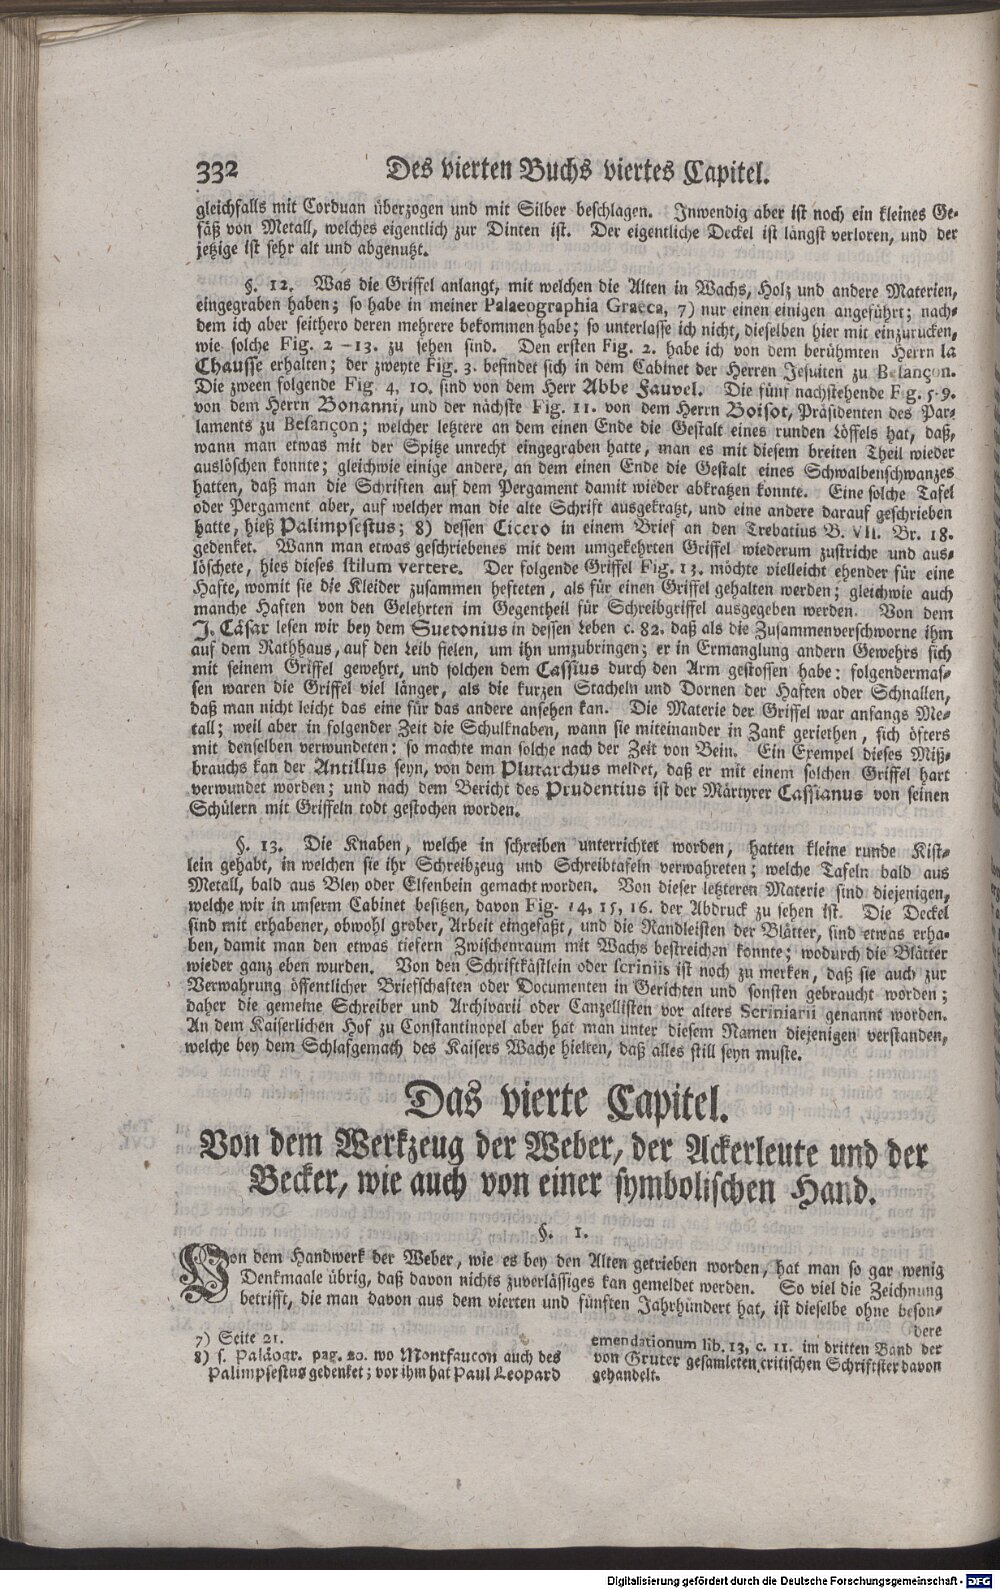 332 Des vierten Buchs viertes Capitel.
gleichfalls mit Corduan überzogen und mit Silber beschlagen. Inwendig aber ist noch ein kleines Ge-
fäß von Metall, welches eigentlich zur Dinten ist. Der eigentliche Deckel ist längst verloren, und der
jetzige ist sehr alt und abgenutzt.
§. 12. Was die Griffel anlangt, mit welchen die Alten in Wachs, Holz und andere Materien,
eingegraben haben; so habe in meiner Palaeographia Graeca, 7) nur einen einigen angeführt; nach-
dem ich aber seithero deren mehrere bekommen habe; so unterlasse ich nicht, dieselben hier mit einzurucken,
wie solche Fig. 2 – 13. zu sehen sind. Den ersten Fig. 2. habe ich von dem berühmten Herrn la
Chausse erhalten; der zweyte Fig. 3. befindet sich in dem Cabinet der Herren Jesuiten zu Besançon.
Die zween folgende Fig. 4, 10. sind von dem Herr Abbe Fauvel. Die fünf nachstehende Fig. 5-9.
von dem Herrn Bonanni, und der nächste Fig. 11. von dem Herrn Boisot, Präsidenten des Par-
laments zu Besançon; welcher letztere an dem einen Ende die Gestalt eines runden Löffels hat, daß,
wann man etwas mit der Spitze unrecht eingegraben hatte, man es mit diesem breiten Theil wieder
auslöschen konnte; gleichwie einige andere, an dem einen Ende die Gestalt eines Schwalbenschwanzes
hatten, daß man die Schriften auf dem Pergament damit wieder abkratzen konnte. Eine solche Tafel
oder Pergament aber, auf welcher man die alte Schrift ausgekratzt, und eine andere darauf geschrieben
hatte, hieß Palimpsestus; 8) dessen Cicero in einem Brief an den Trebatius B. VII. Br. 18.
gedenket. Wann man etwas geschriebenes mit dem umgekehrten Griffel wiederum zustriche und aus-
löschete, hies dieses stilum vertere. Der folgende Griffel Fig. 13. möchte vielleicht ehender für eine
Hafte, womit sie die Kleider zusammen hefteten, als für einen Griffel gehalten werden; gleichwie auch
manche Haften von den Gelehrten im Gegentheil für Schreibgriffel ausgegeben werden. Von dem
J. Cäsar lesen wir bey dem Suetonius in dessen Leben c. 82. daß als die Zusammenverschworne ihm
auf dem Rathhaus, auf den Leib fielen, um ihn umzubringen; er in Ermanglung andern Gewehrs sich
mit seinem Griffel gewehrt, und solchen dem Cassius durch den Arm gestossen habe: folgendermas-
sen waren die Griffel viel länger, als die kurzen Stacheln und Dornen der Haften oder Schnallen,
daß man nicht leicht das eine für das andere ansehen kan. Die Materie der Griffel war anfangs Me-
tall; weil aber in folgender Zeit die Schulknaben, wann sie miteinander in Zank geriethen, sich öfters
mit denselben verwundeten: so machte man solche nach der Zeit von Bein. Ein Exempel dieses Miß-
brauchs kan der Antillus seyn, von dem Plutarchus meldet, daß er mit einem solchen Griffel hart
verwundet worden; und nach dem Bericht des Prudentius ist der Märtyrer Cassianus von seinen
Schülern mit Griffeln todt gestochen worden.
§. 13. Die Knaben, welche in schreiben unterrichtet worden, hatten kleine runde Kist-
lein gehabt, in welchen sie ihr Schreibzeug und Schreibtafeln verwahreten; welche Tafeln bald aus
Metall, bald aus Bley oder Elfenbein gemacht worden. Von dieser letzteren Materie sind diejenigen,
welche wir in unserm Cabinet besitzen, davon Fig. 14, 15, 16. der Abdruck zu sehen ist. Die Deckel
sind mit erhabener, obwohl grober, Arbeit eingefaßt, und die Randleisten der Blätter, sind etwas erha-
ben, damit man den etwas tiefern Zwischenraum mit Wachs bestreichen konnte; wodurch die Blätter
wieder ganz eben wurden. Von den Schriftkästlein oder scriniis ist noch zu merken, daß sie auch zur
Verwahrung öffentlicher Briefschaften oder Documenten in Gerichten und sonsten gebraucht worden;
daher die gemeine Schreiber und Archivarii oder Canzellisten vor alters Scriniarii genannt worden.
An dem Kaiserlichen Hof zu Constantinopel aber hat man unter diesem Namen diejenigen verstanden,
welche bey dem Schlafgemach des Kaisers Wache hielten, daß alles still seyn muste.
Das vierte Capitel.
Von dem Werkzeug der Weber, der Ackerleute und der
Becker, wie auch von einer symbolischen Hand.
§. 1.
Von dem Handwerk der Weber, wie es bey den Alten getrieben worden, hat man so gar wenig
Denkmaale übrig, daß davon nichts zuverlässiges kan gemeldet werden. So viel die Zeichnung
betrifft, die man davon aus dem vierten und fünften Jahrhundert hat, ist dieselbe ohne beson-
dere
7) Seite 21.
8) s. Paläogr. pag. 20. wo Montfaucon auch des
Palimpsestus gedenket; vor ihm hat Paul Leopard
emendationum lib. 13, c. 11. im dritten Band der
von Gruter gesamleten critischen Schriftster davon
gehandelt.
Digitalisierung gefördert durch die Deutsche Forschungsgemeinschaft - DFG